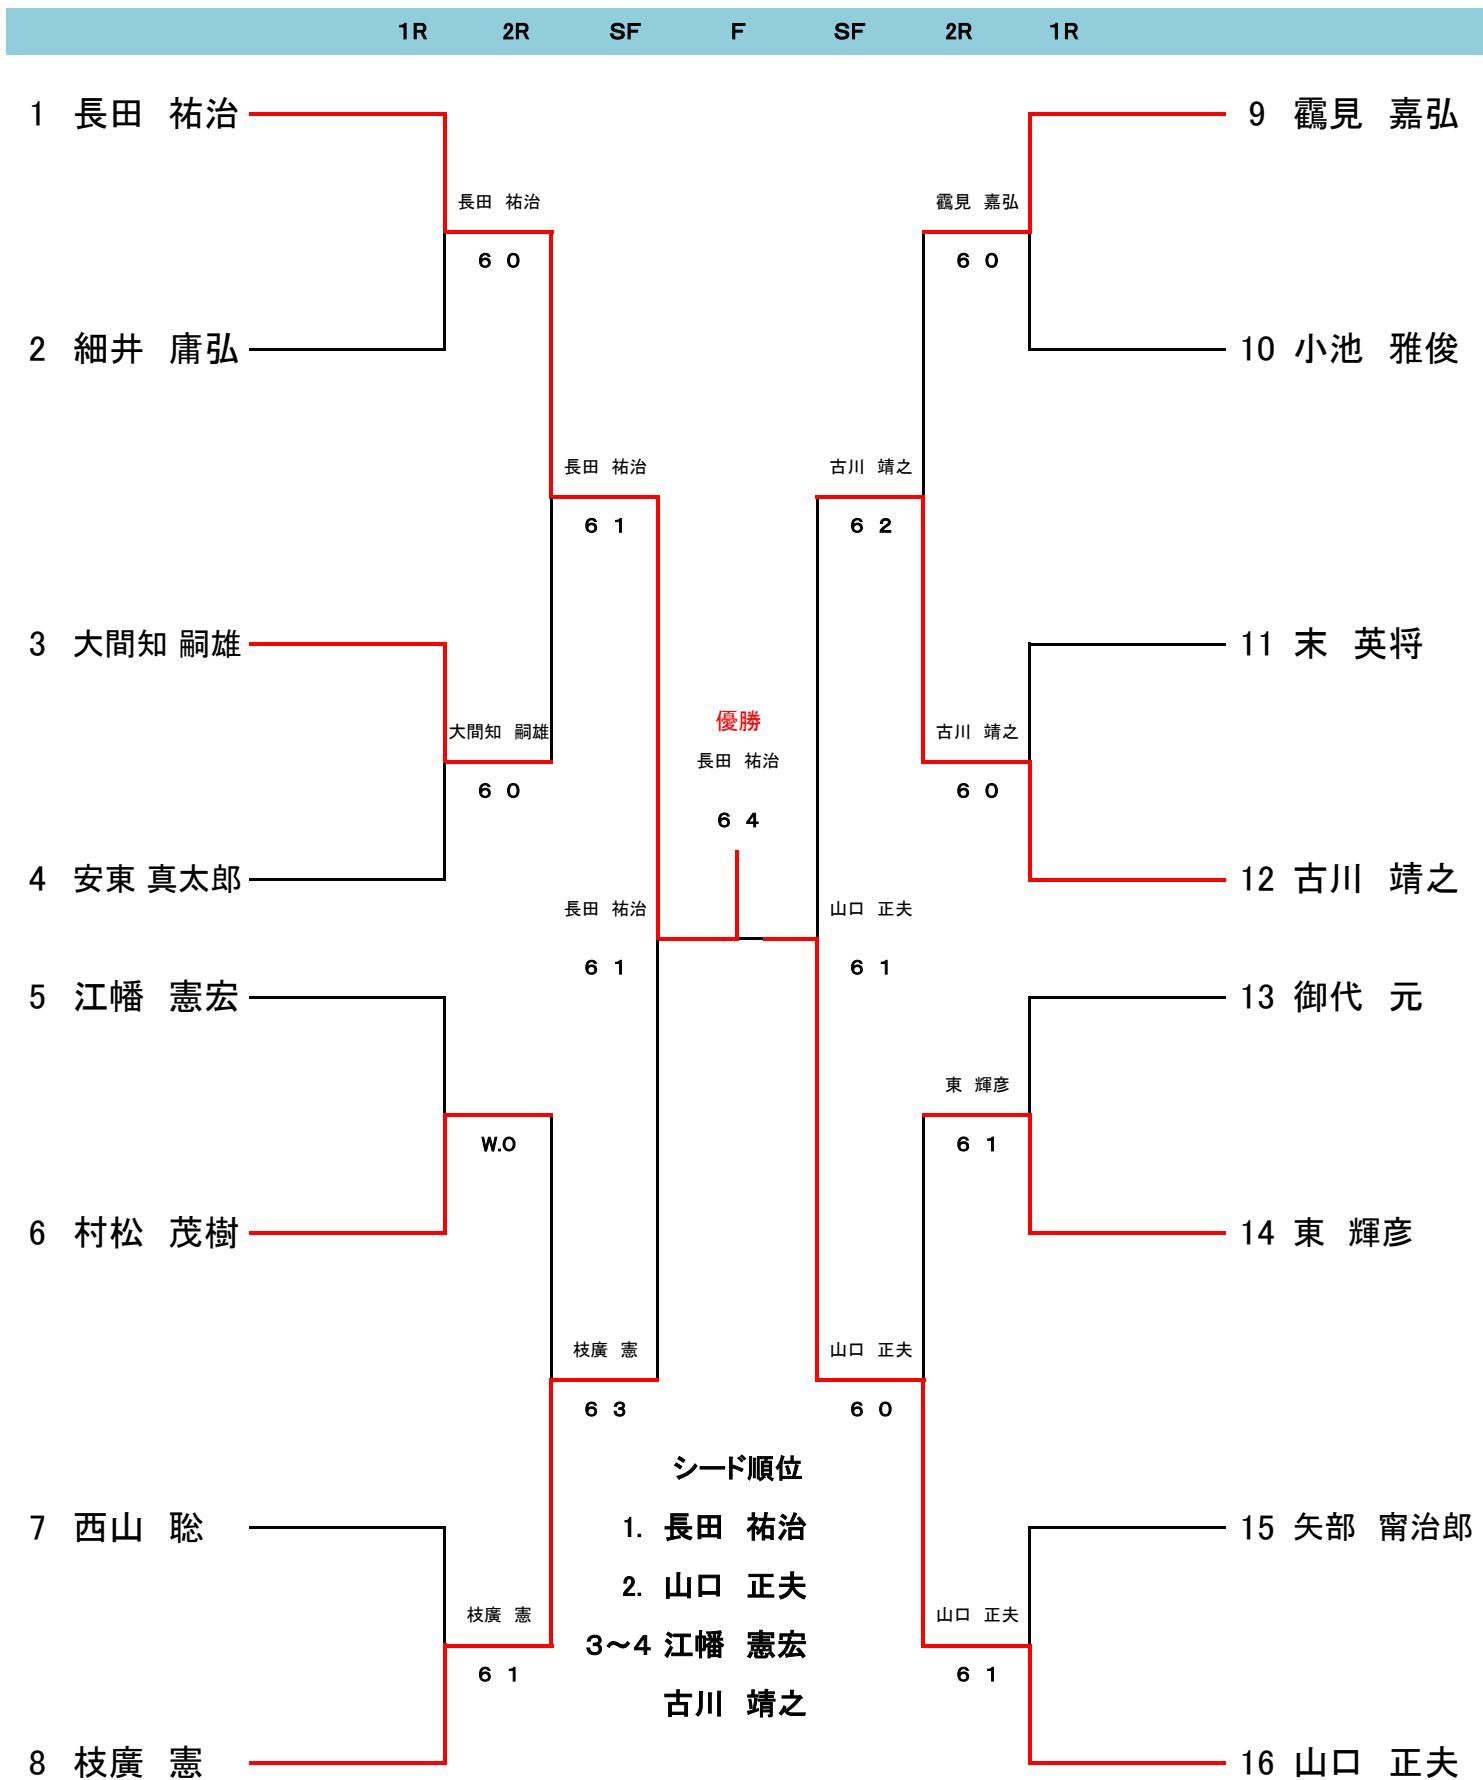 1R 2R SF F SF 2R 1R
1 長田 祐治
9 靍見 嘉弘
長田 祐治
靍見 嘉弘
6 0
6 0
2 細井 庸弘
10 小池 雅俊
長田 祐治
古川 靖之
6 1
6 2
3 大間知 嗣雄
11 末 英将
優勝
大間知 嗣雄
古川 靖之
長田 祐治
6 0
6 0
6 4
4 安東 真太郎
12 古川 靖之
長田 祐治
山口 正夫
6 1
6 1
5 江幡 憲宏
13 御代 元
東 輝彦
W.O
6 1
6 村松 茂樹
14 東 輝彦
枝廣 憲
山口 正夫
6 3
6 0
シード順位
7 西山 聡
1. 長田 祐治
15 矢部 甯治郎
2. 山口 正夫
枝廣 憲
山口 正夫
3～4 江幡 憲宏
6 1
6 1
古川 靖之
8 枝廣 憲
16 山口 正夫